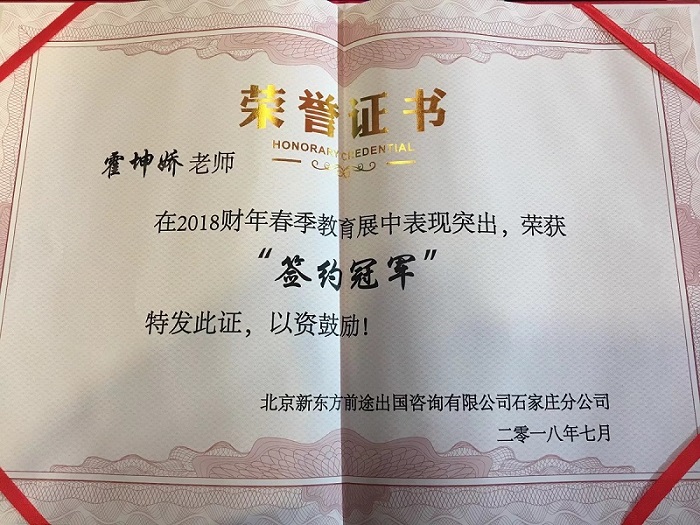 荣誉证书
HONORARY CREDENTIAL
霍坤娇老师
在2018财年春季教育展中表现突出，荣获
“签约冠军”
特发此证，以资鼓励！
北京新东方前途出国咨询有限公司石家庄分公司
二零一八年七月